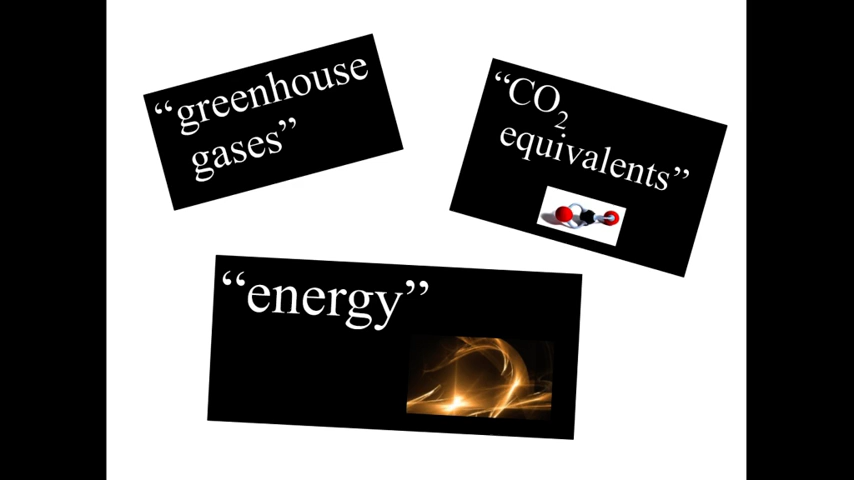 “greenhouse
gases”
“CO₂
equivalents”
“energy”